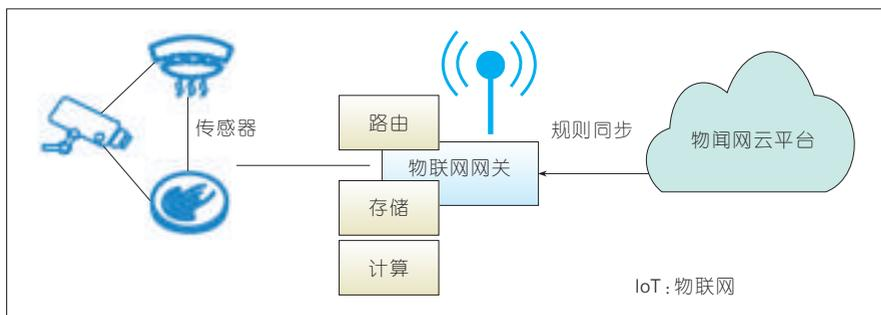 传感器
路由
物联网网关
存储
计算
规则同步
物闻网云平台
IoT：物联网